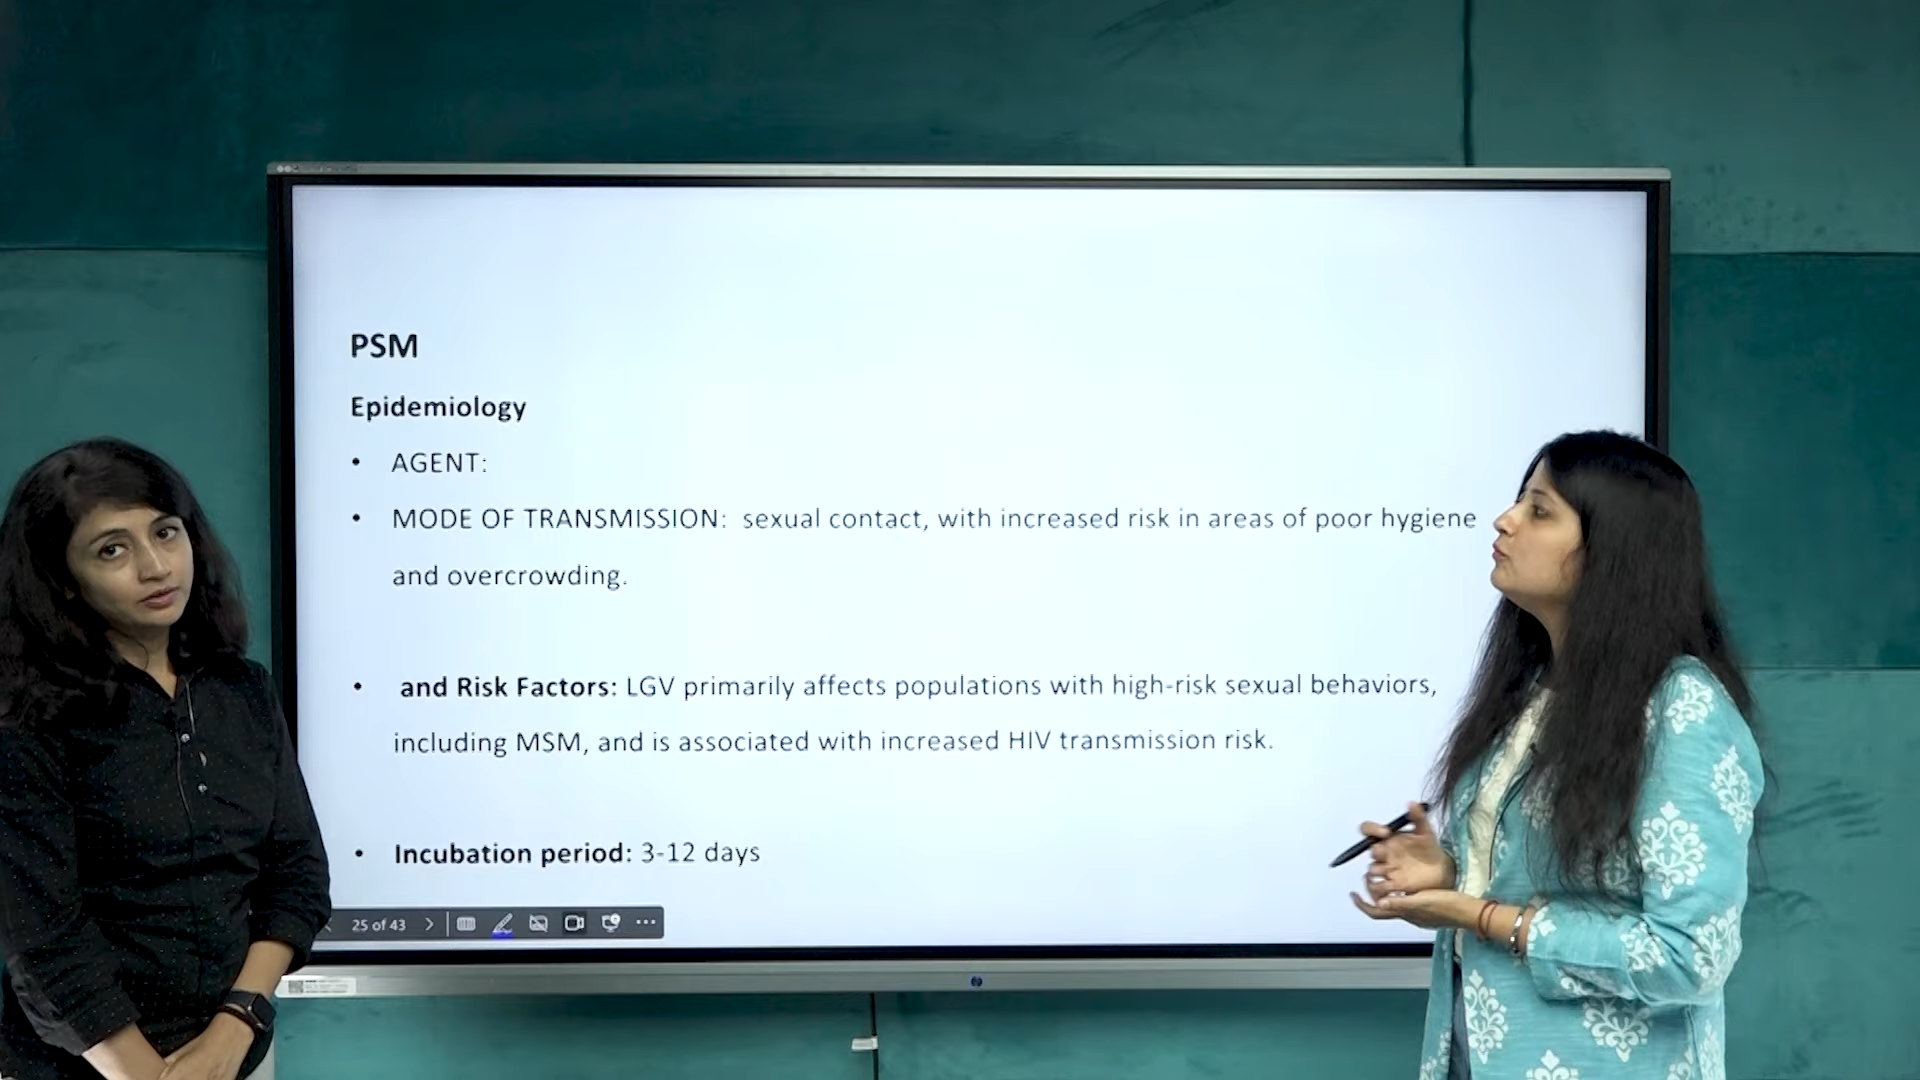 PSM
Epidemiology
• AGENT:
• MODE OF TRANSMISSION: sexual contact, with increased risk in areas of poor hygiene
and overcrowding.
• and Risk Factors: LGV primarily affects populations with high-risk sexual behaviors,
including MSM, and is associated with increased HIV transmission risk.
• Incubation period: 3-12 days
25 of 43